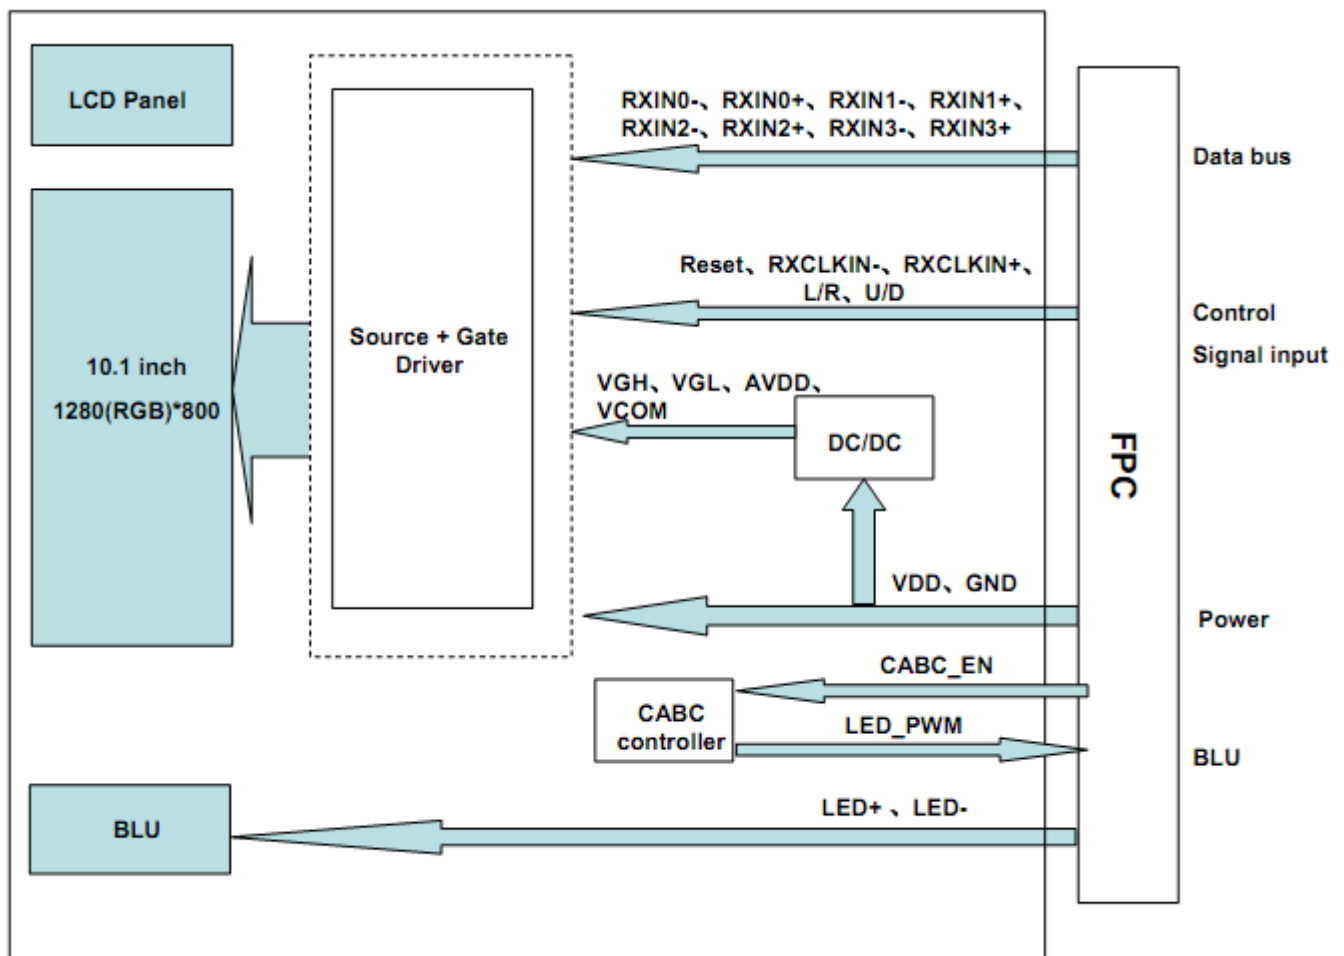 LCD Panel
RXIN0-、RXIN0+、RXIN1-、RXIN1+、
RXIN2-、RXIN2+、RXIN3-、RXIN3+
Data bus
Reset、RXCLKIN-、RXCLKIN+、
L/R、U/D
Control
Signal input
Source + Gate
Driver
10.1 inch
1280(RGB)*800
VGH、VGL、AVDD、
VCOM
DC/DC
FPC
VDD、GND
Power
CABC_EN
CABC
controller
LED_PWM
BLU
LED+ 、LED-
BLU